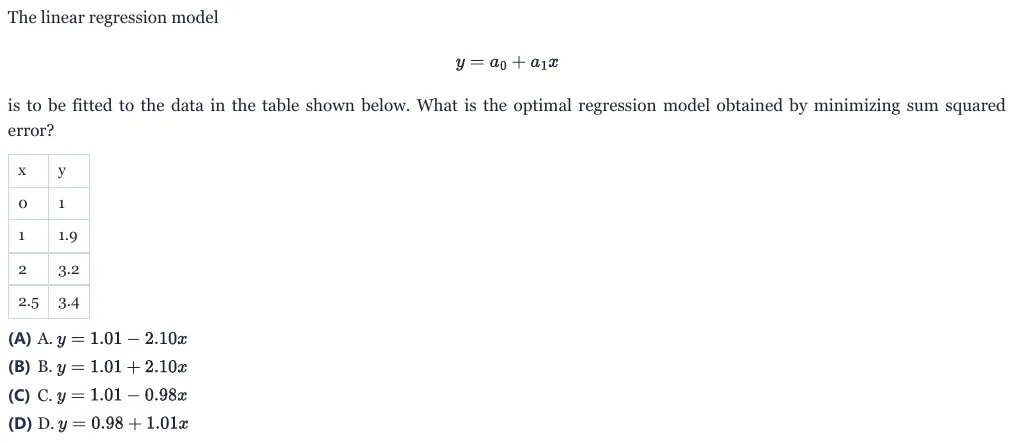 The linear regression model
y = a₀ + a₁x
is to be fitted to the data in the table shown below. What is the optimal regression model obtained by minimizing sum squared
error?
x y
0 1
1 1.9
2 3.2
2.5 3.4
(A) A. y = 1.01 − 2.10x
(B) B. y = 1.01 + 2.10x
(C) C. y = 1.01 − 0.98x
(D) D. y = 0.98 + 1.01x